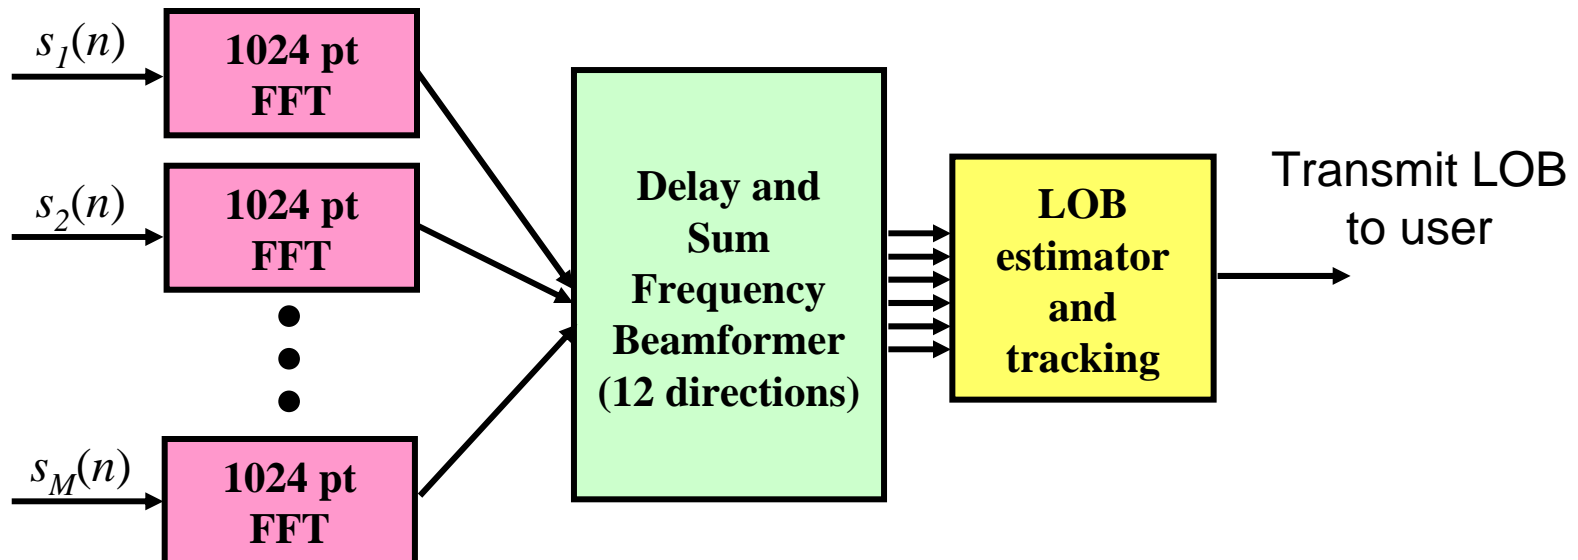 s1(n)
1024 pt
FFT
s2(n)
1024 pt
FFT
sM(n)
1024 pt
FFT
Delay and
Sum
Frequency
Beamformer
(12 directions)
LOB
estimator
and
tracking
Transmit LOB
to user